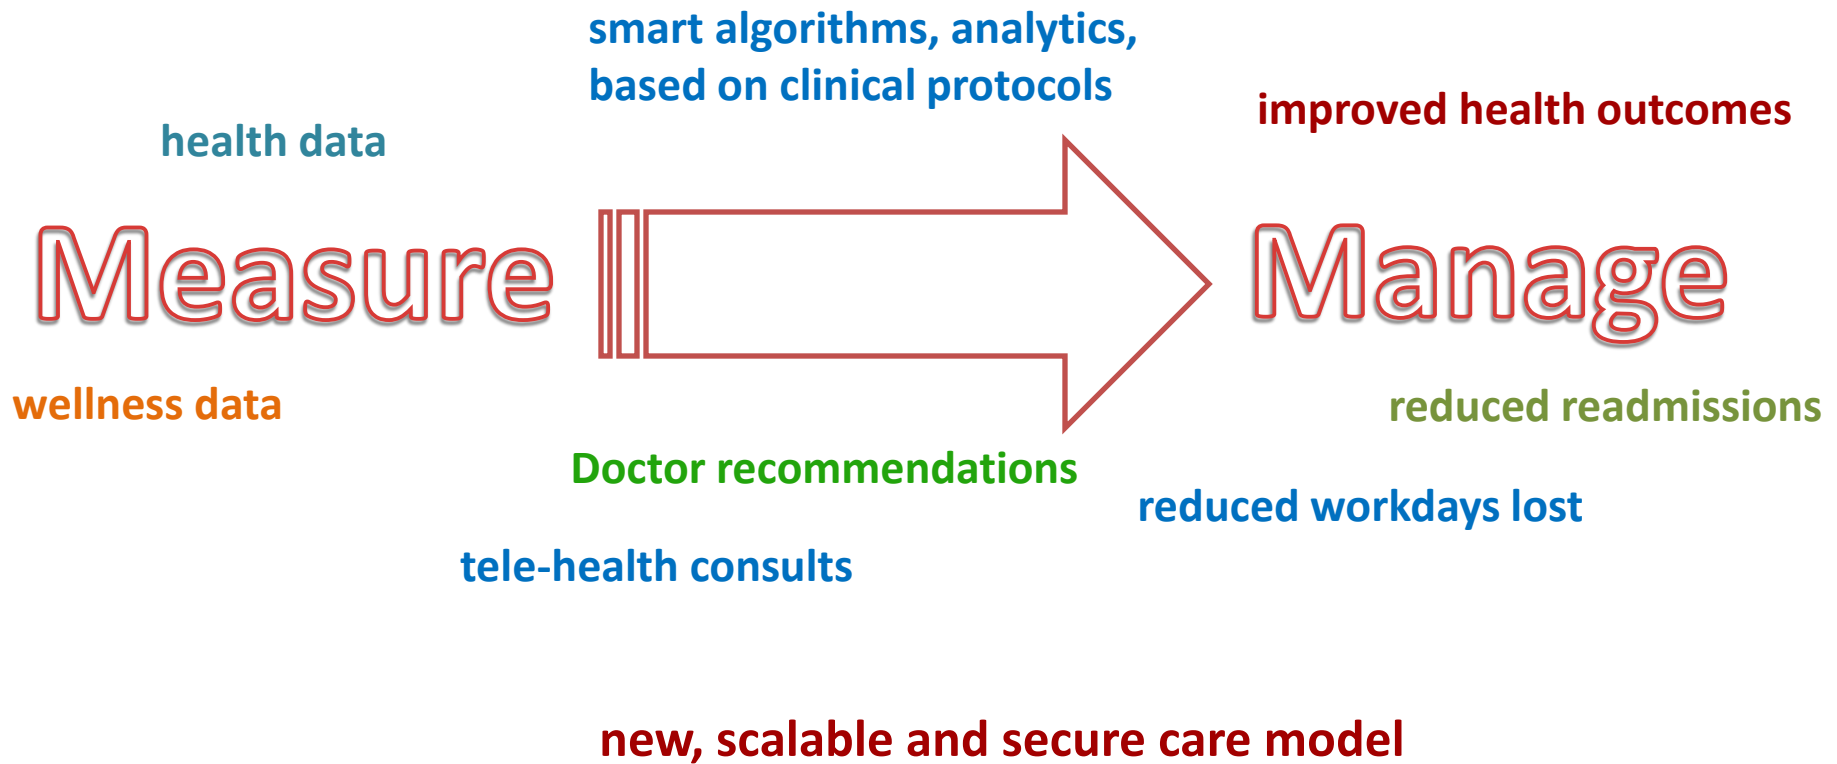 smart algorithms, analytics,
based on clinical protocols
improved health outcomes
health data
Measure
Manage
wellness data
reduced readmissions
Doctor recommendations
reduced workdays lost
tele-health consults
new, scalable and secure care model